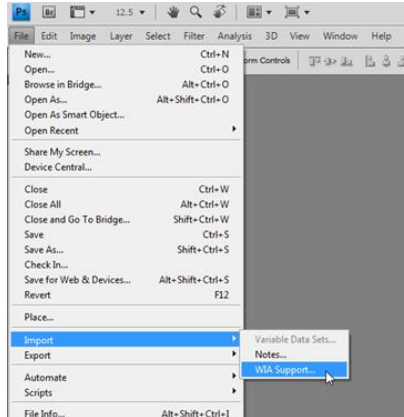 Ps Br 12.5
File Edit Image Layer Select Filter Analysis 3D View Window Help
New... Ctrl+N
Open... Ctrl+O
Browse in Bridge... Alt+Ctrl+O
Open As... Alt+Shift+Ctrl+O
Open As Smart Object...
Open Recent
Share My Screen...
Device Central...
Close Ctrl+W
Close All Alt+Ctrl+W
Close and Go To Bridge... Shift+Ctrl+W
Save Ctrl+S
Save As... Shift+Ctrl+S
Check In...
Save for Web & Devices... Alt+Shift+Ctrl+S
Revert F12
Place...
Import
Export
Automate
Scripts
File Info... Alt+Shift+Ctrl+I
orm Controls
Variable Data Sets...
Notes...
WIA Support...